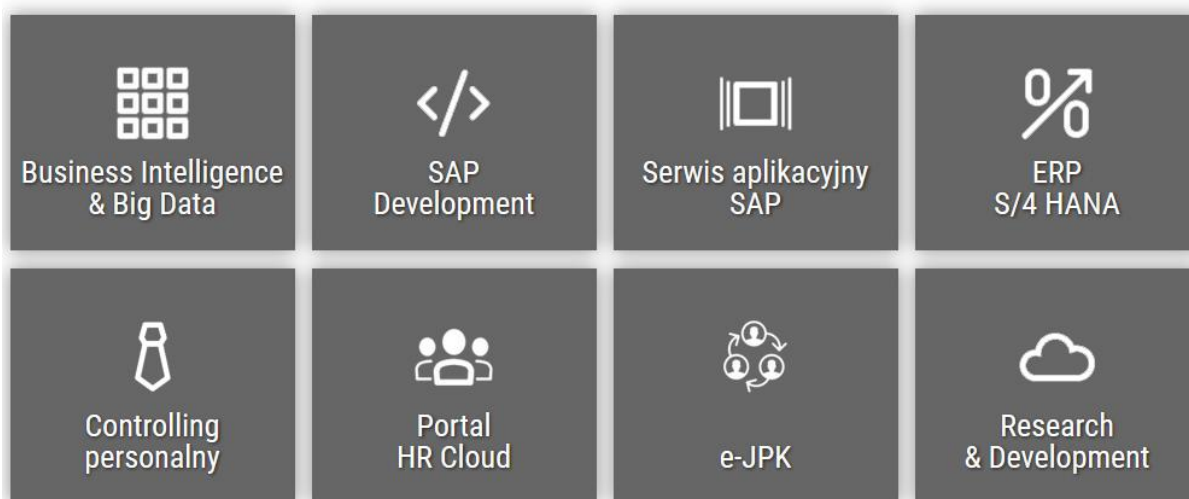 Business Intelligence
& Big Data
SAP
Development
Serwis aplikacyjny
SAP
ERP
S/4 HANA
Controlling
personalny
Portal
HR Cloud
e-JPK
Research
& Development